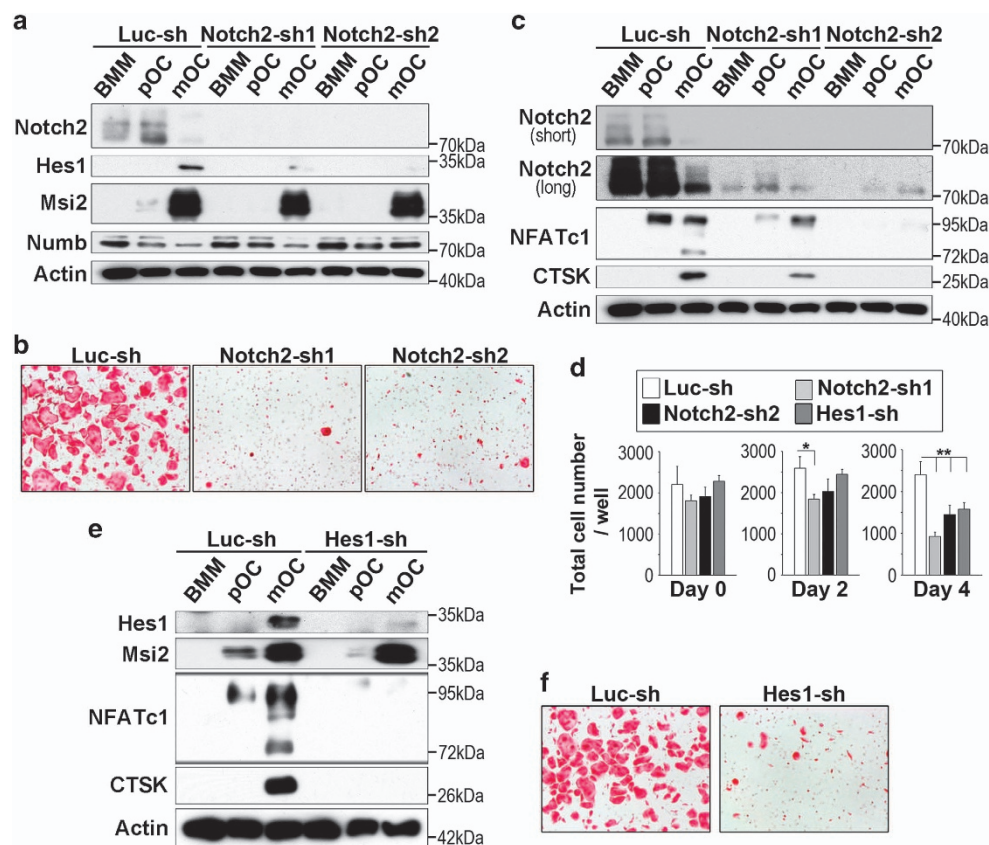 a
Luc-sh Notch2-sh1 Notch2-sh2
BMM pOC mOC BMM pOC mOC BMM pOC mOC
Notch2
70kDa
35kDa
Hes1
Msi2
35kDa
Numb
70kDa
Actin
40kDa
b
Luc-sh Notch2-sh1 Notch2-sh2
c
Luc-sh Notch2-sh1 Notch2-sh2
BMM pOC mOC BMM pOC mOC BMM pOC mOC
Notch2
(short)
70kDa
Notch2
(long)
70kDa
95kDa
NFATc1
72kDa
CTSK
25kDa
Actin
40kDa
d
Luc-sh Notch2-sh1
Notch2-sh2 Hes1-sh
Total cell number
/ well
3000
2000
1000
0
Day 0
3000
2000
1000
0
*
Day 2
3000
2000
1000
0
**
Day 4
e
Luc-sh Hes1-sh
BMM pOC mOC BMM pOC mOC
Hes1
35kDa
Msi2
35kDa
95kDa
NFATc1
72kDa
CTSK
26kDa
Actin
42kDa
f
Luc-sh Hes1-sh